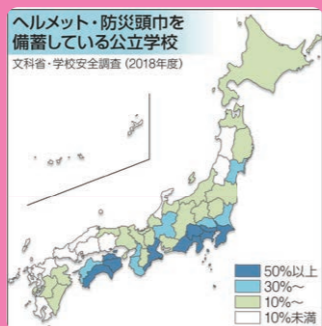 ヘルメット・防災頭巾を
備蓄している公立学校
文科省・学校安全調査(2018年度)
50%以上
30%~
10%~
10%未満